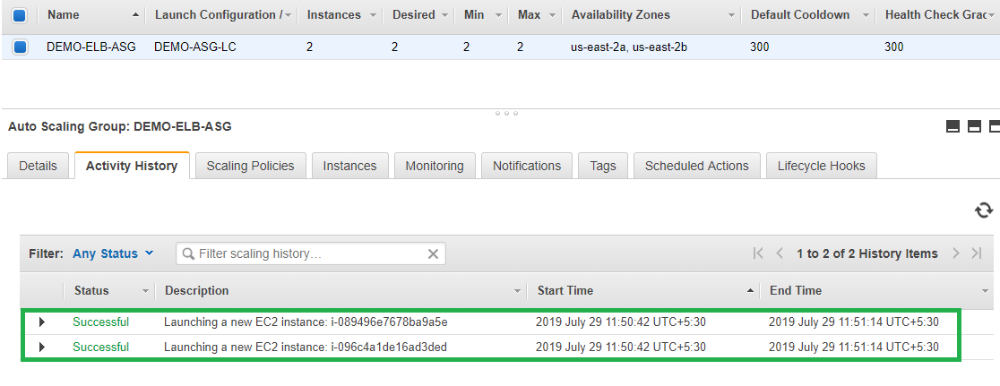 Name Launch Configuration / Instances Desired Min Max Availability Zones Default Cooldown Health Check Grac
DEMO-ELB-ASG DEMO-ASG-LC 2 2 2 2 us-east-2a, us-east-2b 300 300
Auto Scaling Group: DEMO-ELB-ASG
Details Activity History Scaling Policies Instances Monitoring Notifications Tags Scheduled Actions Lifecycle Hooks
Filter: Any Status Filter scaling history… 1 to 2 of 2 History Items
Status Description Start Time End Time
Successful Launching a new EC2 instance: i-089496e7678ba9a5e 2019 July 29 11:50:42 UTC+5:30 2019 July 29 11:51:14 UTC+5:30
Successful Launching a new EC2 instance: i-096c4a1de16ad3ded 2019 July 29 11:50:42 UTC+5:30 2019 July 29 11:51:14 UTC+5:30